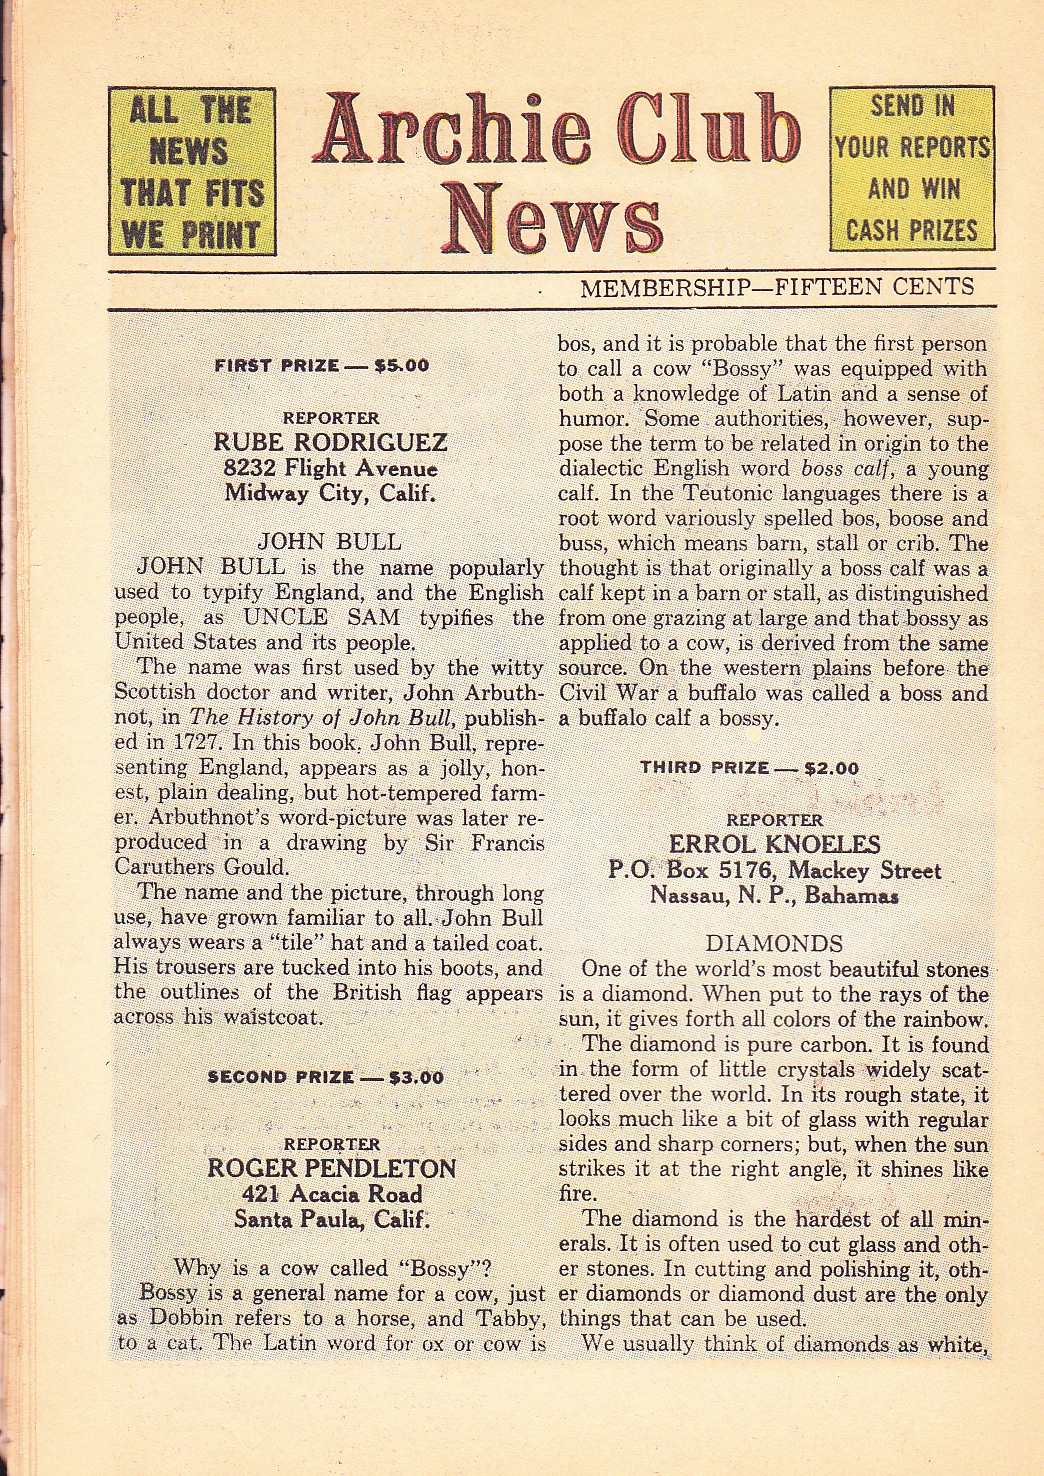 ALL THE
NEWS
THAT FITS
WE PRINT
Archie Club
News
SEND IN
YOUR REPORTS
AND WIN
CASH PRIZES
MEMBERSHIP—FIFTEEN CENTS
FIRST PRIZE — $5.00
REPORTER
RUBE RODRIGUEZ
8232 Flight Avenue
Midway City, Calif.
JOHN BULL
JOHN BULL is the name popularly
used to typify England, and the English
people, as UNCLE SAM typifies the
United States and its people.
The name was first used by the witty
Scottish doctor and writer, John Arbuth-
not, in The History of John Bull, publish-
ed in 1727. In this book, John Bull, repre-
senting England, appears as a jolly, hon-
est, plain dealing, but hot-tempered farm-
er. Arbuthnot's word-picture was later re-
produced in a drawing by Sir Francis
Caruthers Gould.
The name and the picture, through long
use, have grown familiar to all. John Bull
always wears a "tile" hat and a tailed coat.
His trousers are tucked into his boots, and
the outlines of the British flag appears
across his waistcoat.
SECOND PRIZE — $3.00
REPORTER
ROGER PENDLETON
421 Acacia Road
Santa Paula, Calif.
Why is a cow called "Bossy"?
Bossy is a general name for a cow, just
as Dobbin refers to a horse, and Tabby,
to a cat. The Latin word for ox or cow is
bos, and it is probable that the first person
to call a cow "Bossy" was equipped with
both a knowledge of Latin and a sense of
humor. Some authorities, however, sup-
pose the term to be related in origin to the
dialectic English word boss calf, a young
calf. In the Teutonic languages there is a
root word variously spelled bos, boose and
buss, which means barn, stall or crib. The
thought is that originally a boss calf was a
calf kept in a barn or stall, as distinguished
from one grazing at large and that bossy as
applied to a cow, is derived from the same
source. On the western plains before the
Civil War a buffalo was called a boss and
a buffalo calf a bossy.
THIRD PRIZE — $2.00
REPORTER
ERROL KNOELES
P.O. Box 5176, Mackey Street
Nassau, N. P., Bahamas
DIAMONDS
One of the world's most beautiful stones
is a diamond. When put to the rays of the
sun, it gives forth all colors of the rainbow.
The diamond is pure carbon. It is found
in the form of little crystals widely scat-
tered over the world. In its rough state, it
looks much like a bit of glass with regular
sides and sharp corners; but, when the sun
strikes it at the right angle, it shines like
fire.
The diamond is the hardest of all min-
erals. It is often used to cut glass and oth-
er stones. In cutting and polishing it, oth-
er diamonds or diamond dust are the only
things that can be used.
We usually think of diamonds as white,